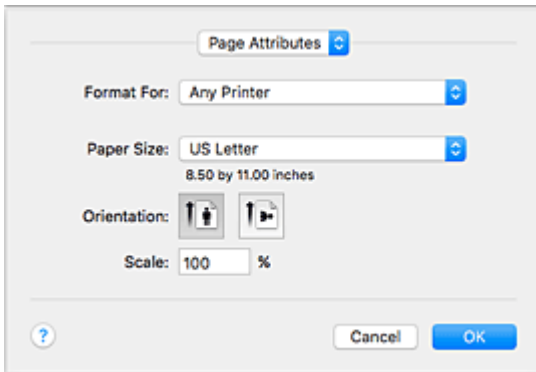 Page Attributes
Format For: Any Printer
Paper Size: US Letter
8.50 by 11.00 inches
Orientation:
Scale: 100 %
? Cancel OK